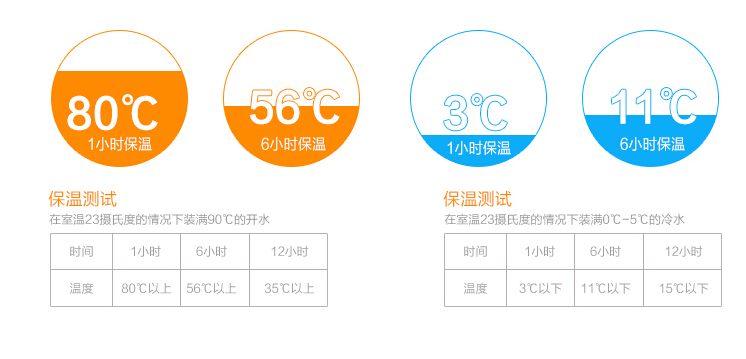 80℃
1小时保温
56℃
6小时保温
3℃
1小时保温
11℃
6小时保温
保温测试
在室温23摄氏度的情况下装满90℃的开水
时间 1小时 6小时 12小时
温度 80℃以上 56℃以上 35℃以上
保温测试
在室温23摄氏度的情况下装满0℃-5℃的冷水
时间 1小时 6小时 12小时
温度 3℃以下 11℃以下 15℃以下